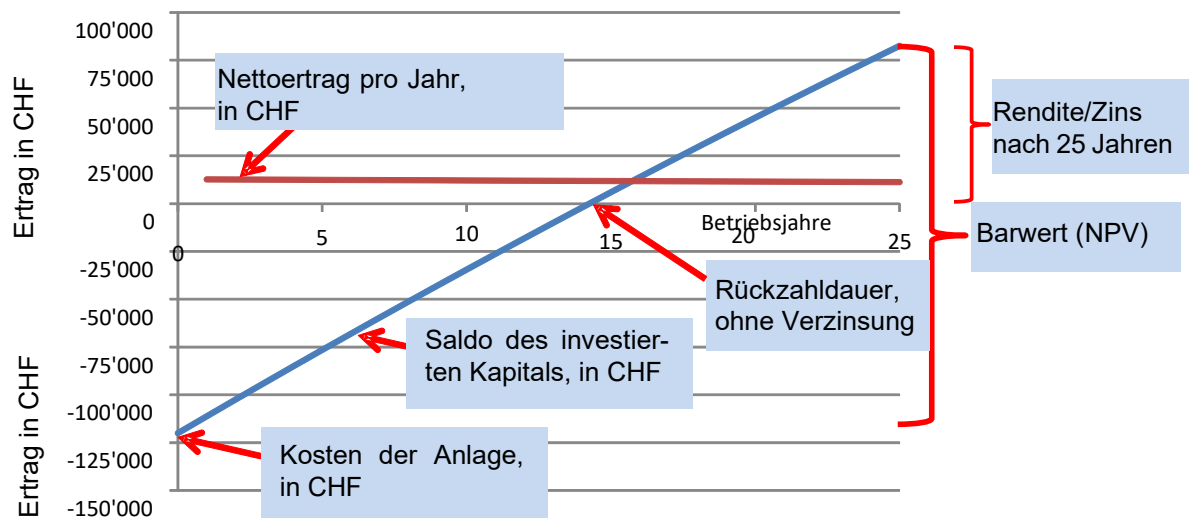 100'000
75'000
50'000
25'000
0
-25'000
-50'000
-75'000
-100'000
-125'000
-150'000
Ertrag in CHF
Ertrag in CHF
Nettoertrag pro Jahr,
in CHF
Rendite/Zins
nach 25 Jahren
Betriebsjahre
0
5
10
15
20
25
Barwert (NPV)
Rückzahldauer,
ohne Verzinsung
Saldo des investier-
ten Kapitals, in CHF
Kosten der Anlage,
in CHF